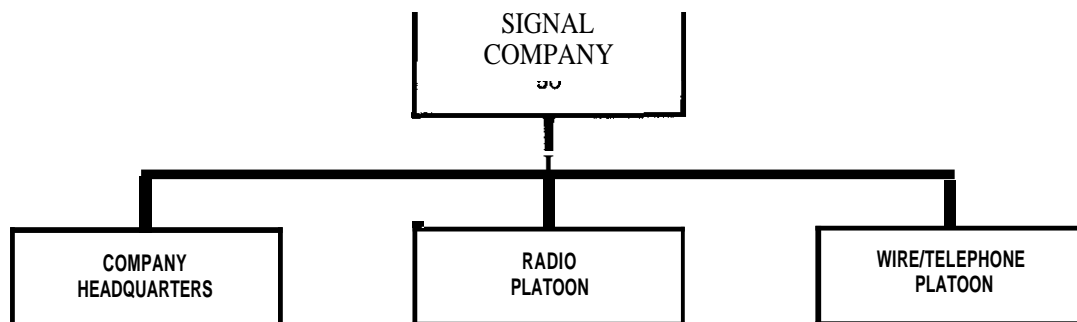 SIGNAL
COMPANY
COMPANY
HEADQUARTERS
RADIO
PLATOON
WIRE/TELEPHONE
PLATOON